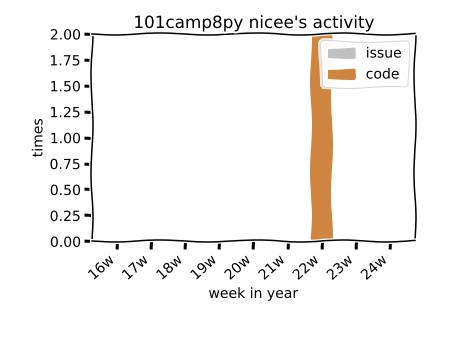 101camp8py nicee's activity
2.00
1.75
1.50
1.25
1.00
0.75
0.50
0.25
0.00
times
issue
code
16w 17w 18w 19w 20w 21w 22w 23w 24w
week in year